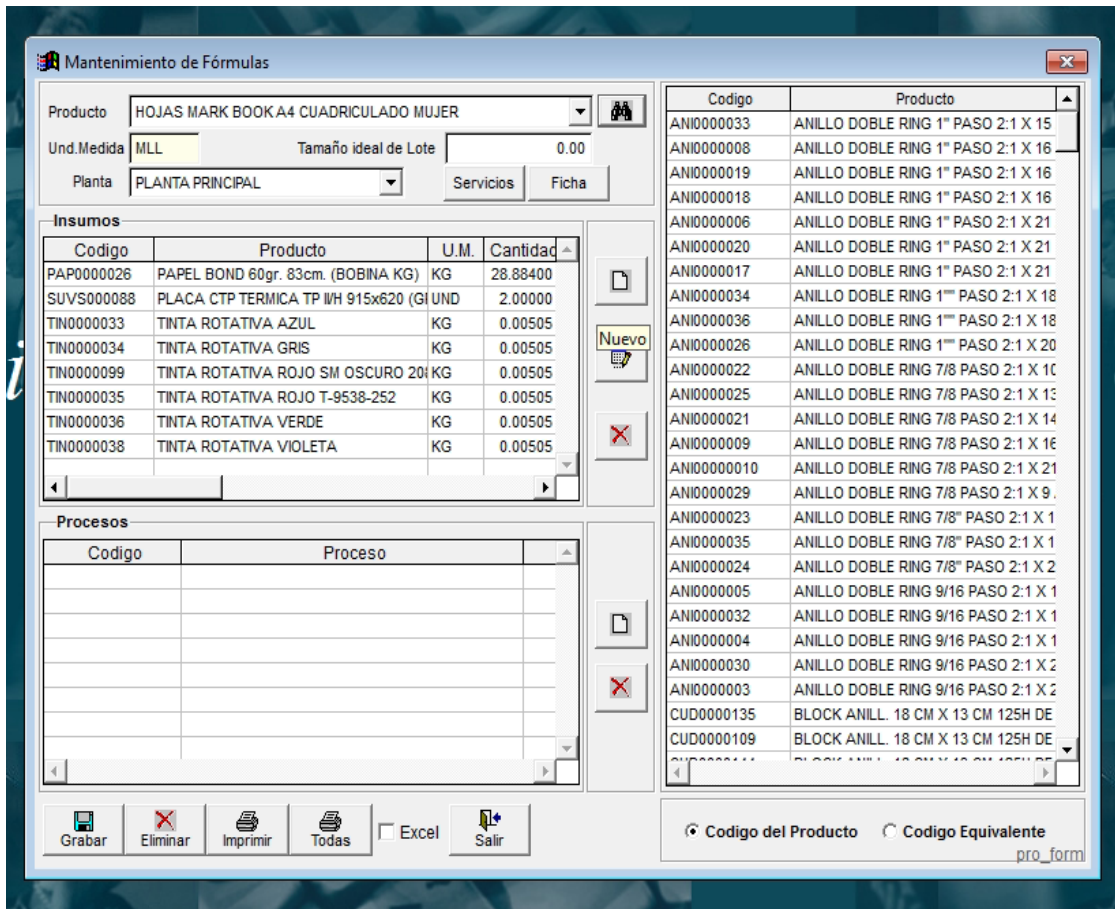 Mantenimiento de Fórmulas
Producto HOJAS MARK BOOK A4 CUADRICULADO MUJER
Und.Medida MLL Tamaño ideal de Lote 0.00
Planta PLANTA PRINCIPAL Servicios Ficha
Insumos
Codigo Producto U.M. Cantidad
PAP0000026 PAPEL BOND 60gr. 83cm. (BOBINA KG) KG 28.88400
SUVS000088 PLACA CTP TERMICA TP II/H 915x620 (GI UND 2.00000
TIN0000033 TINTA ROTATIVA AZUL KG 0.00505
TIN0000034 TINTA ROTATIVA GRIS KG 0.00505
TIN0000099 TINTA ROTATIVA ROJO SM OSCURO 208 KG 0.00505
TIN0000035 TINTA ROTATIVA ROJO T-9538-252 KG 0.00505
TIN0000036 TINTA ROTATIVA VERDE KG 0.00505
TIN0000038 TINTA ROTATIVA VIOLETA KG 0.00505
Nuevo
Procesos
Codigo Proceso
Grabar Eliminar Imprimir Todas Excel Salir
Codigo Producto
ANI0000033 ANILLO DOBLE RING 1" PASO 2:1 X 15
ANI0000008 ANILLO DOBLE RING 1" PASO 2:1 X 16
ANI0000019 ANILLO DOBLE RING 1" PASO 2:1 X 16
ANI0000018 ANILLO DOBLE RING 1" PASO 2:1 X 16
ANI0000006 ANILLO DOBLE RING 1" PASO 2:1 X 21
ANI0000020 ANILLO DOBLE RING 1" PASO 2:1 X 21
ANI0000017 ANILLO DOBLE RING 1" PASO 2:1 X 21
ANI0000034 ANILLO DOBLE RING 1"" PASO 2:1 X 18
ANI0000036 ANILLO DOBLE RING 1"" PASO 2:1 X 18
ANI0000026 ANILLO DOBLE RING 1"" PASO 2:1 X 20
ANI0000022 ANILLO DOBLE RING 7/8 PASO 2:1 X 10
ANI0000025 ANILLO DOBLE RING 7/8 PASO 2:1 X 13
ANI0000021 ANILLO DOBLE RING 7/8 PASO 2:1 X 14
ANI0000009 ANILLO DOBLE RING 7/8 PASO 2:1 X 16
ANI00000010 ANILLO DOBLE RING 7/8 PASO 2:1 X 21
ANI0000029 ANILLO DOBLE RING 7/8 PASO 2:1 X 9 .
ANI0000023 ANILLO DOBLE RING 7/8" PASO 2:1 X 1
ANI0000035 ANILLO DOBLE RING 7/8" PASO 2:1 X 1
ANI0000024 ANILLO DOBLE RING 7/8" PASO 2:1 X 2
ANI0000005 ANILLO DOBLE RING 9/16 PASO 2:1 X 1
ANI0000032 ANILLO DOBLE RING 9/16 PASO 2:1 X 1
ANI0000004 ANILLO DOBLE RING 9/16 PASO 2:1 X 1
ANI0000030 ANILLO DOBLE RING 9/16 PASO 2:1 X 2
ANI0000003 ANILLO DOBLE RING 9/16 PASO 2:1 X 2
CUD0000135 BLOCK ANILL. 18 CM X 13 CM 125H DE
CUD0000109 BLOCK ANILL. 18 CM X 13 CM 125H DE
Codigo del Producto Codigo Equivalente
pro_form